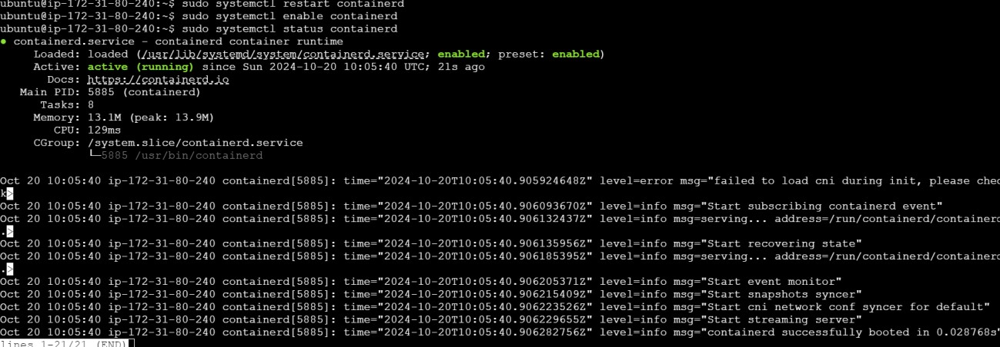 ubuntu@ip-172-31-80-240:~$ sudo systemctl restart containerd
ubuntu@ip-172-31-80-240:~$ sudo systemctl enable containerd
ubuntu@ip-172-31-80-240:~$ sudo systemctl status containerd
● containerd.service - containerd container runtime
     Loaded: loaded (/usr/lib/systemd/system/containerd.service; enabled; preset: enabled)
     Active: active (running) since Sun 2024-10-20 10:05:40 UTC; 21s ago
       Docs: https://containerd.io
   Main PID: 5885 (containerd)
      Tasks: 8
     Memory: 13.1M (peak: 13.9M)
        CPU: 129ms
     CGroup: /system.slice/containerd.service
             └─5885 /usr/bin/containerd
Oct 20 10:05:40 ip-172-31-80-240 containerd[5885]: time="2024-10-20T10:05:40.905924648Z" level=error msg="failed to load cni during init, please chec
k>
Oct 20 10:05:40 ip-172-31-80-240 containerd[5885]: time="2024-10-20T10:05:40.906093670Z" level=info msg="Start subscribing containerd event"
Oct 20 10:05:40 ip-172-31-80-240 containerd[5885]: time="2024-10-20T10:05:40.906132437Z" level=info msg=serving... address=/run/containerd/containerd
.>
Oct 20 10:05:40 ip-172-31-80-240 containerd[5885]: time="2024-10-20T10:05:40.906135956Z" level=info msg="Start recovering state"
Oct 20 10:05:40 ip-172-31-80-240 containerd[5885]: time="2024-10-20T10:05:40.906185395Z" level=info msg=serving... address=/run/containerd/containerd
.>
Oct 20 10:05:40 ip-172-31-80-240 containerd[5885]: time="2024-10-20T10:05:40.906205371Z" level=info msg="Start event monitor"
Oct 20 10:05:40 ip-172-31-80-240 containerd[5885]: time="2024-10-20T10:05:40.906215409Z" level=info msg="Start snapshots syncer"
Oct 20 10:05:40 ip-172-31-80-240 containerd[5885]: time="2024-10-20T10:05:40.906223526Z" level=info msg="Start cni network conf syncer for default"
Oct 20 10:05:40 ip-172-31-80-240 containerd[5885]: time="2024-10-20T10:05:40.906229655Z" level=info msg="Start streaming server"
Oct 20 10:05:40 ip-172-31-80-240 containerd[5885]: time="2024-10-20T10:05:40.906282756Z" level=info msg="containerd successfully booted in 0.028768s"
lines 1-21/21 (END)